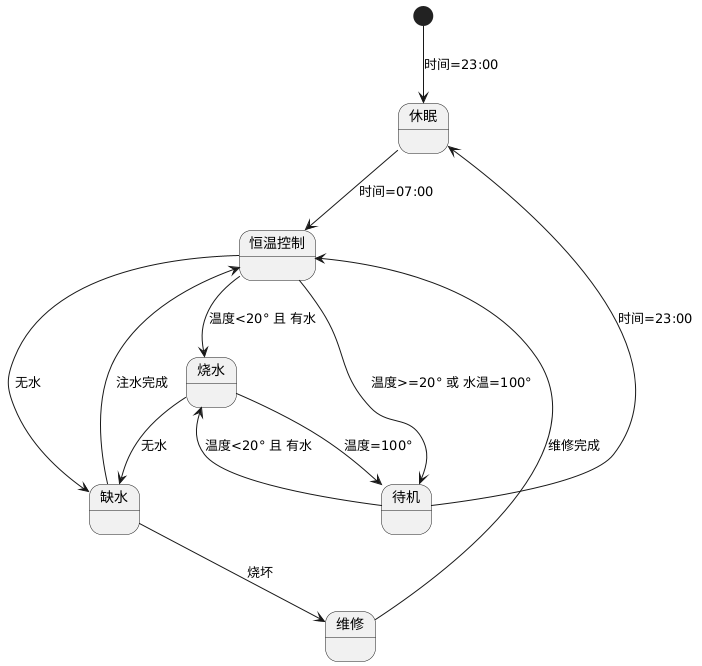 时间=23:00
休眠
时间=07:00
恒温控制
温度<20° 且 有水
时间=23:00
烧水
无水
注水完成
温度>=20° 或 水温=100°
无水
温度<20° 且 有水
温度=100°
维修完成
缺水
待机
烧坏
维修